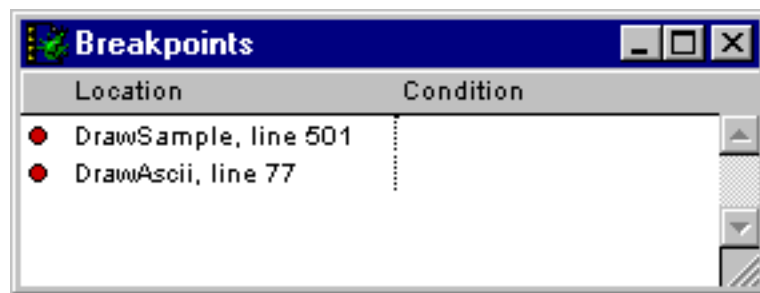 Breakpoints
Location Condition
DrawSample, line 501
DrawAscii, line 77